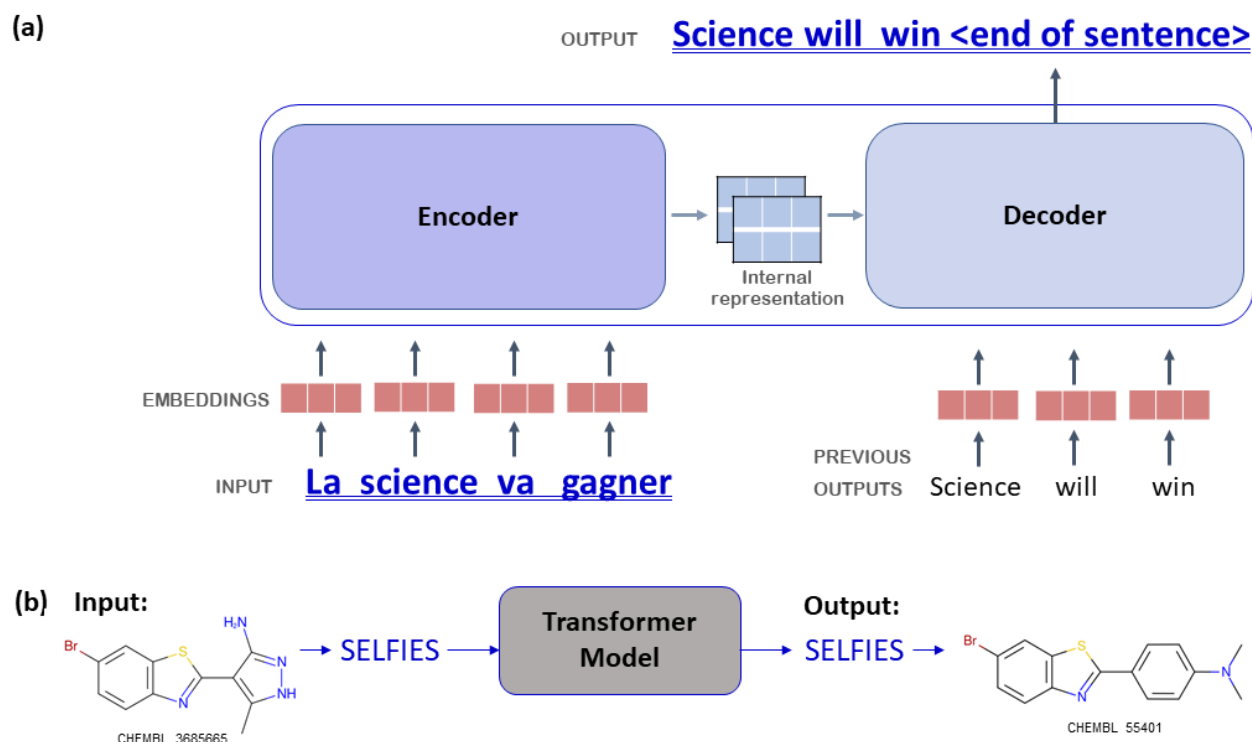 (a)
OUTPUT Science will win <end of sentence>
Encoder
Decoder
Internal
representation
EMBEDDINGS
PREVIOUS
INPUT La science va gagner
OUTPUTS Science will win
(b) Input:
Output:
Transformer
Model
H₂N
Br S N NH N
SELFIES
SELFIES
Br S N N
CHEMBL 3685665
CHEMBL 55401